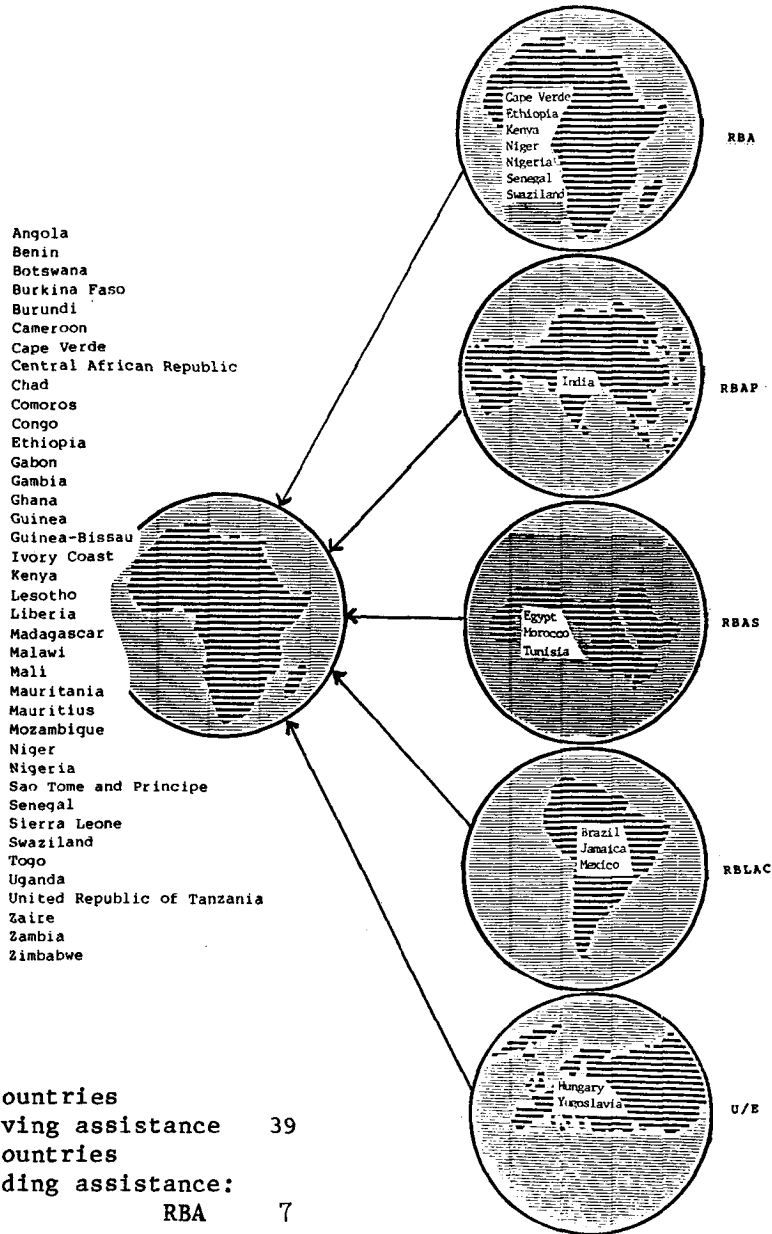 Cape Verde
Ethiopia
Kenya
Niger
Nigeria
Senegal
Swaziland
RBA
Angola
Benin
Botswana
Burkina Faso
Burundi
Cameroon
Cape Verde
Central African Republic
Chad
Comoros
Congo
Ethiopia
Gabon
Gambia
Ghana
Guinea
Guinea-Bissau
Ivory Coast
Kenya
Lesotho
Liberia
Madagascar
Malawi
Mali
Mauritania
Mauritius
Mozambique
Niger
Nigeria
Sao Tome and Principe
Senegal
Sierra Leone
Swaziland
Togo
Uganda
United Republic of Tanzania
Zaire
Zambia
Zimbabwe
India
RBAP
Egypt
Morocco
Tunisia
RBAS
Brazil
Jamaica
Mexico
RBLAC
Hungary
Yugoslavia
U/E
ountries
ving assistance 39
ountries
ding assistance:
RBA 7